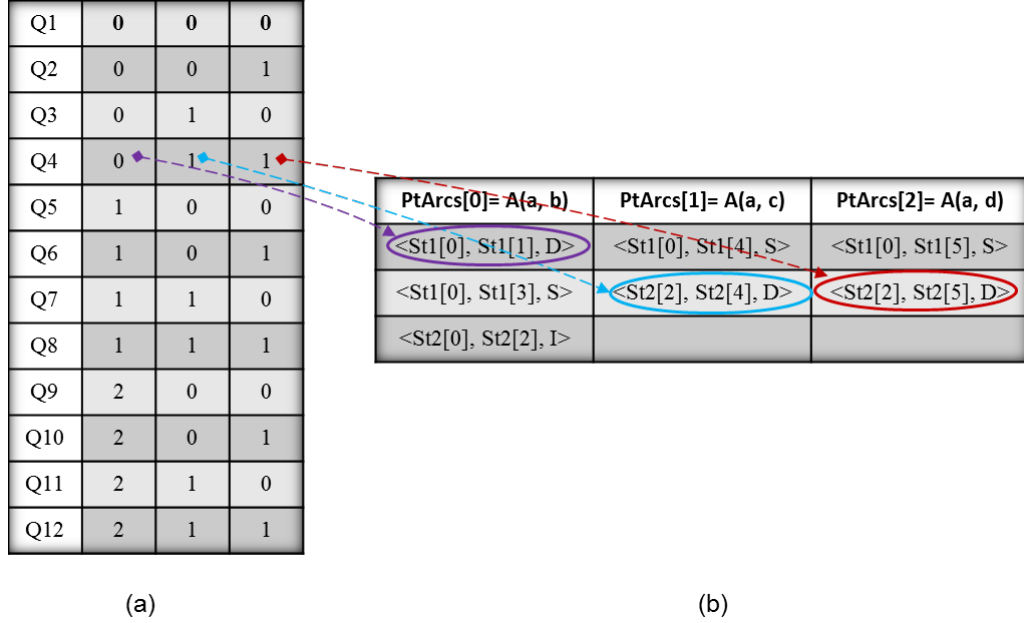 Q1 0 0 0
Q2 0 0 1
Q3 0 1 0
Q4 0 1 1
Q5 1 0 0
Q6 1 0 1
Q7 1 1 0
Q8 1 1 1
Q9 2 0 0
Q10 2 0 1
Q11 2 1 0
Q12 2 1 1
(a)
PtArcs[0]= A(a, b) PtArcs[1]= A(a, c) PtArcs[2]= A(a, d)
<St1[0], St1[1], D> <St1[0], St1[4], S> <St1[0], St1[5], S>
<St1[0], St1[3], S> <St2[2], St2[4], D> <St2[2], St2[5], D>
<St2[0], St2[2], I>
(b)